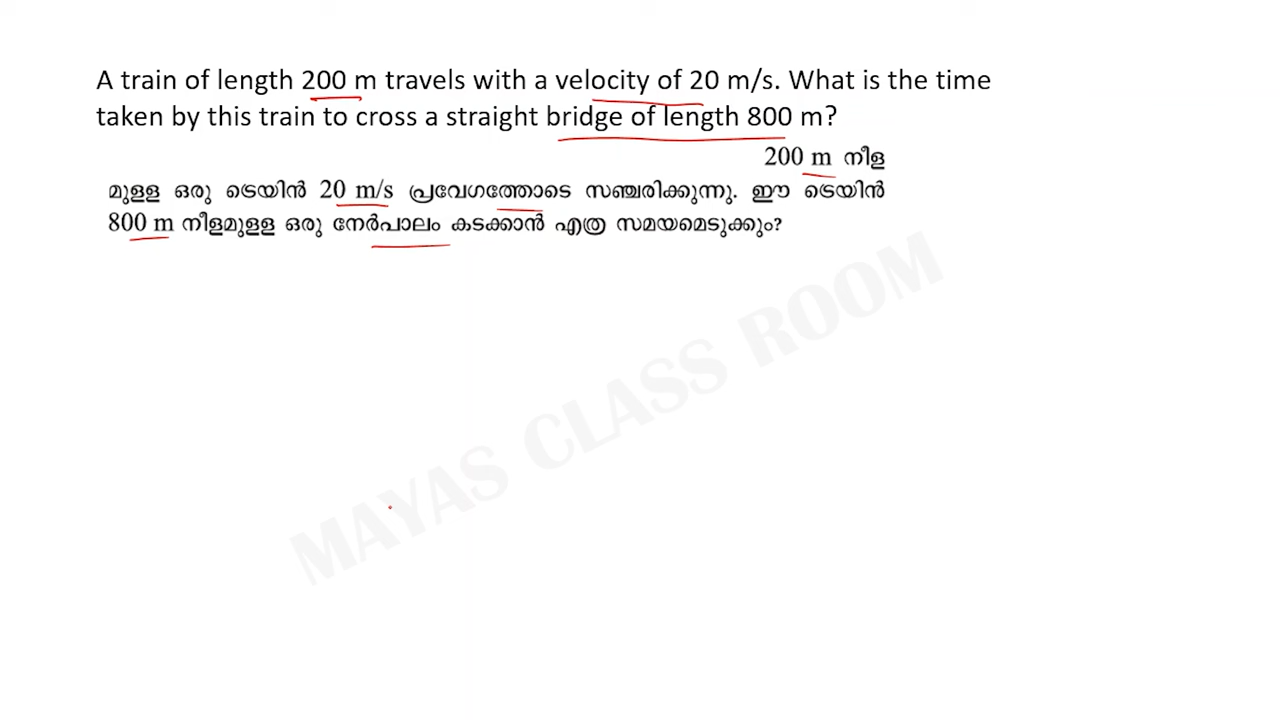 A train of length 200 m travels with a velocity of 20 m/s. What is the time
taken by this train to cross a straight bridge of length 800 m?
200 m നീള
മുളള ഒരു ട്രെയിൻ 20 m/s പ്രവേഗത്തോടെ സഞ്ചരിക്കുന്നു. ഈ ട്രെയിൻ
800 m നീളമുളള ഒരു നേർപാലം കടക്കാൻ എത്ര സമയമെടുക്കും?
MAYAS CLASS ROOM